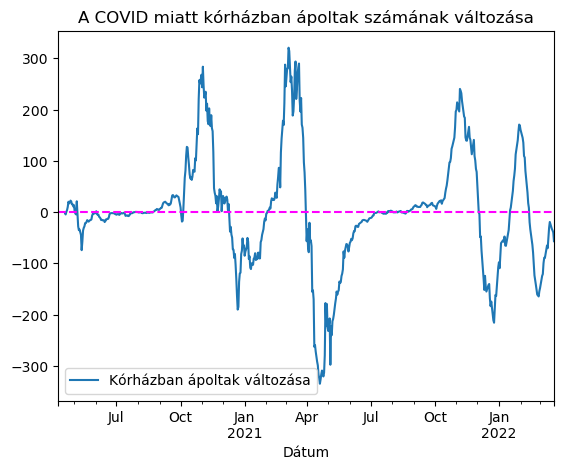 A COVID miatt kórházban ápoltak számának változása
300
200
100
0
−100
−200
−300
Kórházban ápoltak változása
Jul
Oct
Jan
2021
Apr
Jul
Oct
Jan
2022
Dátum